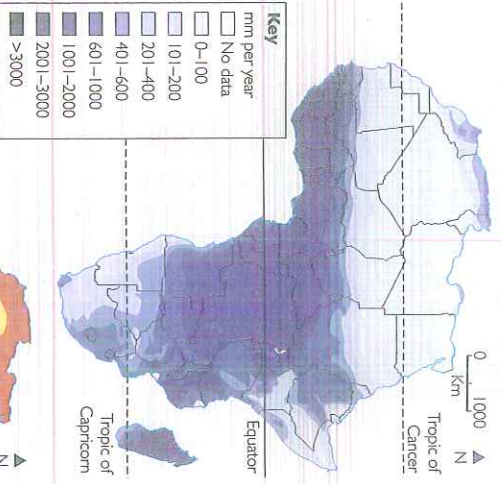 Key
mm per year
No data
0–100
101–200
201–400
401–600
601–1000
1001–2000
2001–3000
>3000
0 1000
Km
N
Tropic of
Cancer
Equator
Tropic of
Capricorn
N